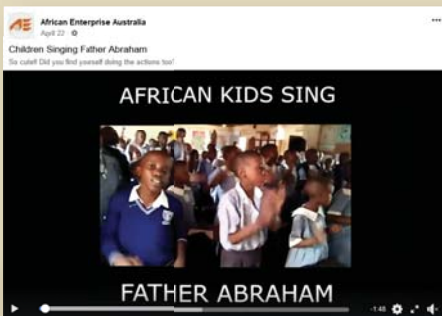 African Enterprise Australia
April 22
Children Singing Father Abraham
So cute!! Did you find yourself doing the actions too!
AFRICAN KIDS SING
FATHER ABRAHAM
-1:48